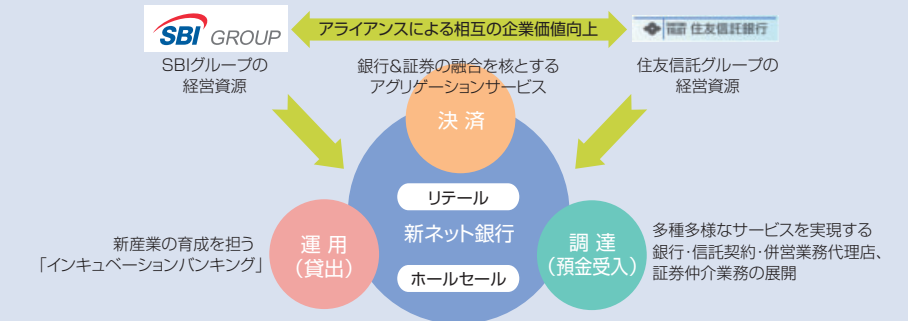 SBI GROUP
アライアンスによる相互の企業価値向上
住友信託銀行
SBIグループの
経営資源
銀行&証券の融合を核とする
アグリゲーションサービス
住友信託グループの
経営資源
決 済
リテール
新ネット銀行
ホールセール
新産業の育成を担う
「インキュベーションバンキング」
運 用
(貸出)
調 達
(預金受入)
多種多様なサービスを実現する
銀行・信託契約・併営業務代理店、
証券仲介業務の展開